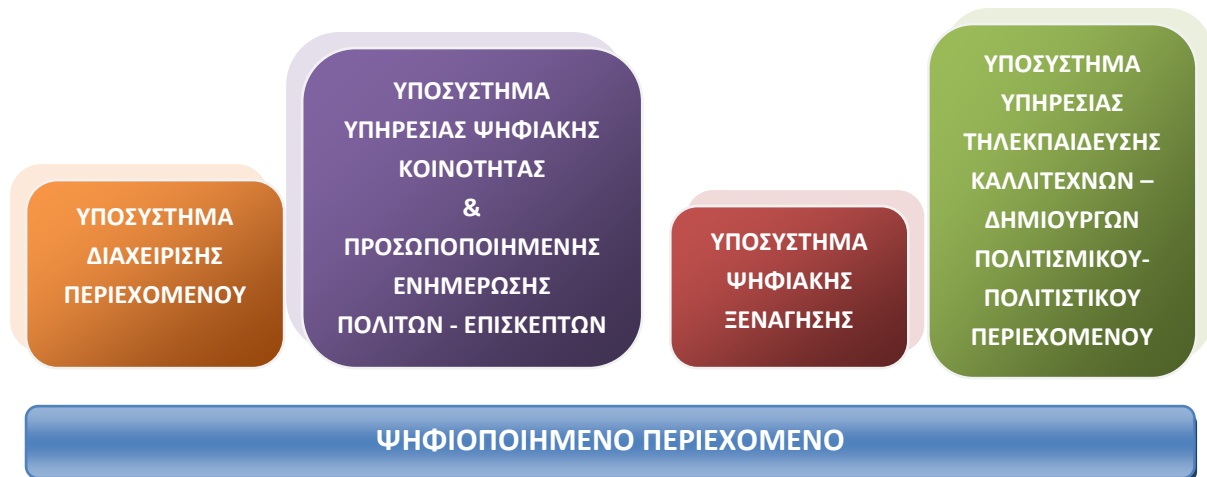 ΥΠΟΣΥΣΤΗΜΑ
ΔΙΑΧΕΙΡΙΣΗΣ
ΠΕΡΙΕΧΟΜΕΝΟΥ
ΥΠΟΣΥΣΤΗΜΑ
ΥΠΗΡΕΣΙΑΣ ΨΗΦΙΑΚΗΣ
ΚΟΙΝΟΤΗΤΑΣ
&
ΠΡΟΣΩΠΟΠΟΙΗΜΕΝΗΣ
ΕΝΗΜΕΡΩΣΗΣ
ΠΟΛΙΤΩΝ - ΕΠΙΣΚΕΠΤΩΝ
ΥΠΟΣΥΣΤΗΜΑ
ΨΗΦΙΑΚΗΣ
ΞΕΝΑΓΗΣΗΣ
ΥΠΟΣΥΣΤΗΜΑ
ΥΠΗΡΕΣΙΑΣ
ΤΗΛΕΚΠΑΙΔΕΥΣΗΣ
ΚΑΛΛΙΤΕΧΝΩΝ –
ΔΗΜΙΟΥΡΓΩΝ
ΠΟΛΙΤΙΣΜΙΚΟΥ-
ΠΟΛΙΤΙΣΤΙΚΟΥ
ΠΕΡΙΕΧΟΜΕΝΟΥ
ΨΗΦΙΟΠΟΙΗΜΕΝΟ ΠΕΡΙΕΧΟΜΕΝΟ